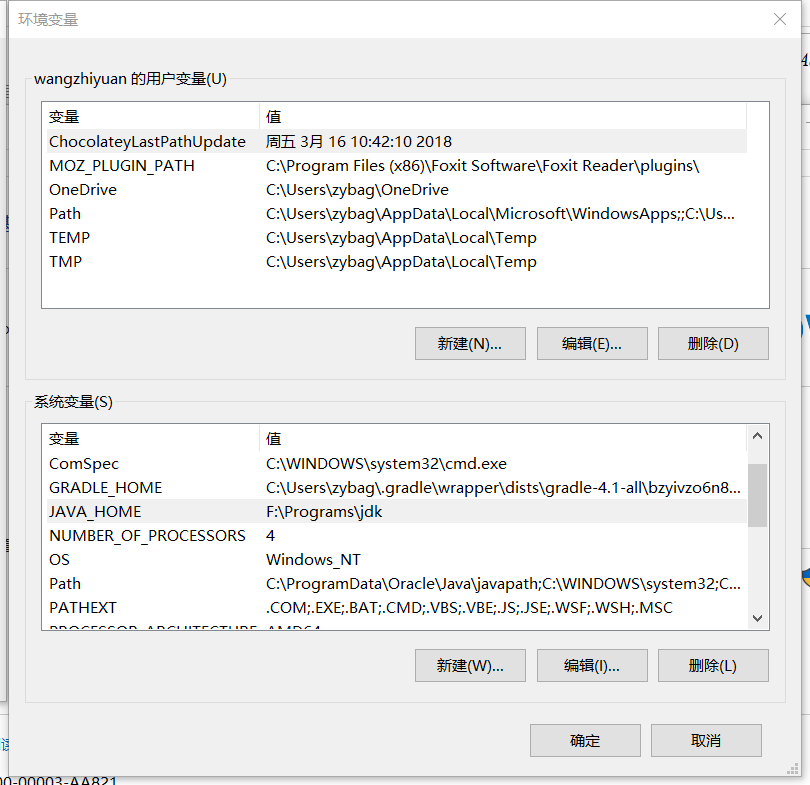 环境变量
wangzhiyuan 的用户变量(U)
变量 值
ChocolateyLastPathUpdate 周五 3月 16 10:42:10 2018
MOZ_PLUGIN_PATH C:\Program Files (x86)\Foxit Software\Foxit Reader\plugins\
OneDrive C:\Users\zybag\OneDrive
Path C:\Users\zybag\AppData\Local\Microsoft\WindowsApps;;C:\Us...
TEMP C:\Users\zybag\AppData\Local\Temp
TMP C:\Users\zybag\AppData\Local\Temp
新建(N)... 编辑(E)... 删除(D)
系统变量(S)
变量 值
ComSpec C:\WINDOWS\system32\cmd.exe
GRADLE_HOME C:\Users\zybag\.gradle\wrapper\dists\gradle-4.1-all\bzyivzo6n8...
JAVA_HOME F:\Programs\jdk
NUMBER_OF_PROCESSORS 4
OS Windows_NT
Path C:\ProgramData\Oracle\Java\javapath;C:\WINDOWS\system32;C...
PATHEXT .COM;.EXE;.BAT;.CMD;.VBS;.VBE;.JS;.JSE;.WSF;.WSH;.MSC
PROCESSOR_ARCHITECTURE AMD64
新建(W)... 编辑(I)... 删除(L)
确定 取消
00-00003-AA821